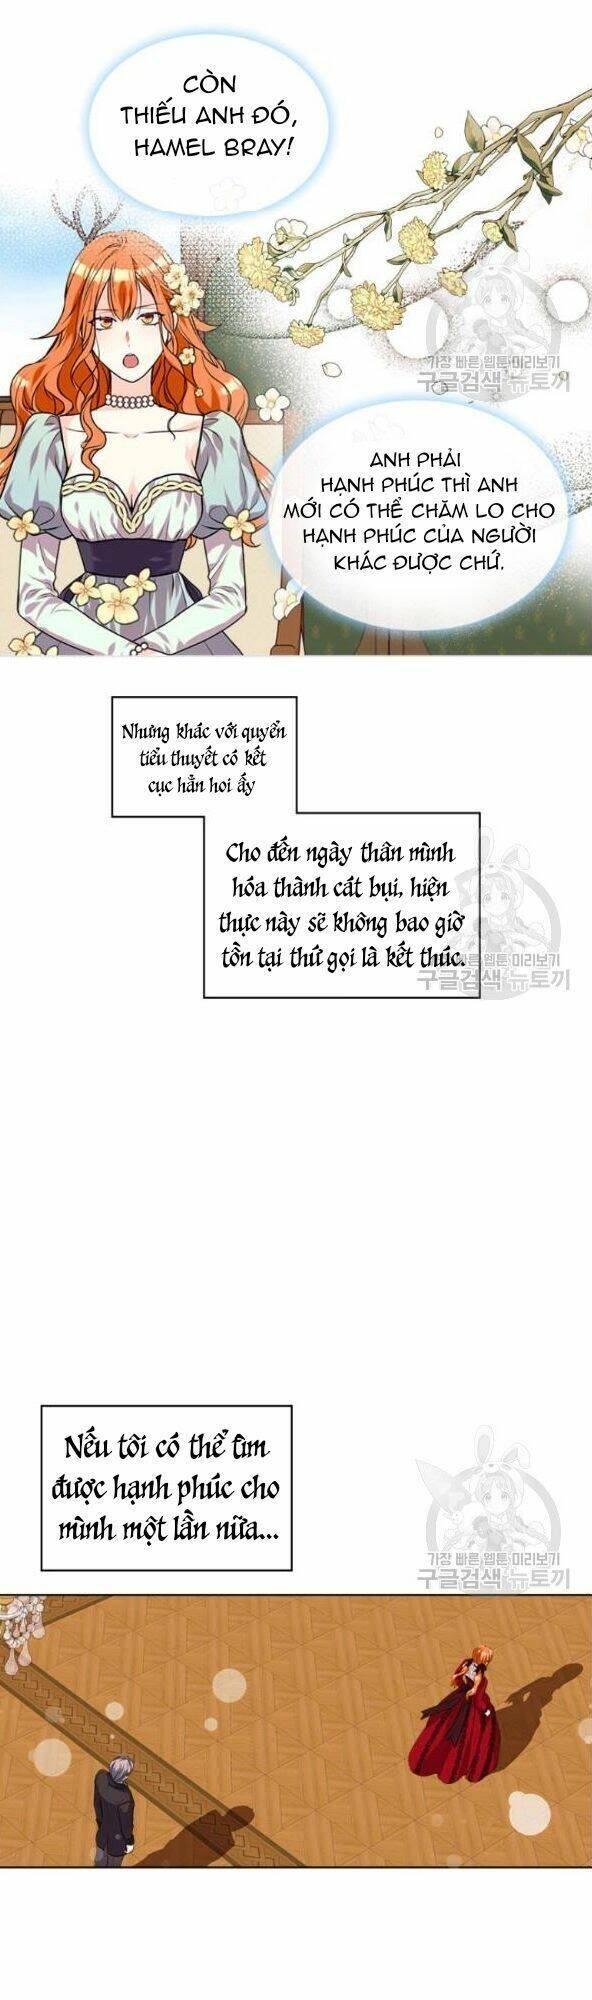 CÒN
THIẾU ANH ĐÓ,
HAMEL BRAY!
가장 빠른 웹툰 미리보기
구글검색 뉴토끼
ANH PHẢI
HẠNH PHÚC THÌ ANH
MỚI CÓ THỂ CHĂM LO CHO
HẠNH PHÚC CỦA NGƯỜI
KHÁC ĐƯỢC CHỨ.
Nhưng khác với quyển
tiểu thuyết có kết
cục hẳn hoi ấy
Cho đến ngày thân mình
hóa thành cát bụi, hiện
thực này sẽ không bao giờ
tồn tại thứ gọi là kết thúc.
가장 빠른 웹툰 미리보기
구글검색 뉴토끼
Nếu tôi có thể tìm
được hạnh phúc cho
mình một lần nữa...
가장 빠른 웹툰 미리보기
구글검색 뉴토끼